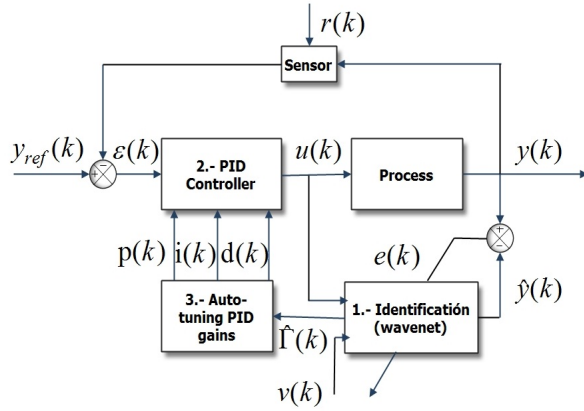 r(k)
Sensor
y_ref(k)
ε(k)
2.- PID
Controller
u(k)
Process
y(k)
p(k) i(k) d(k)
e(k)
ŷ(k)
3.- Auto-
tuning PID
gains
Γ̂(k)
1.- Identificatión
(wavenet)
v(k)